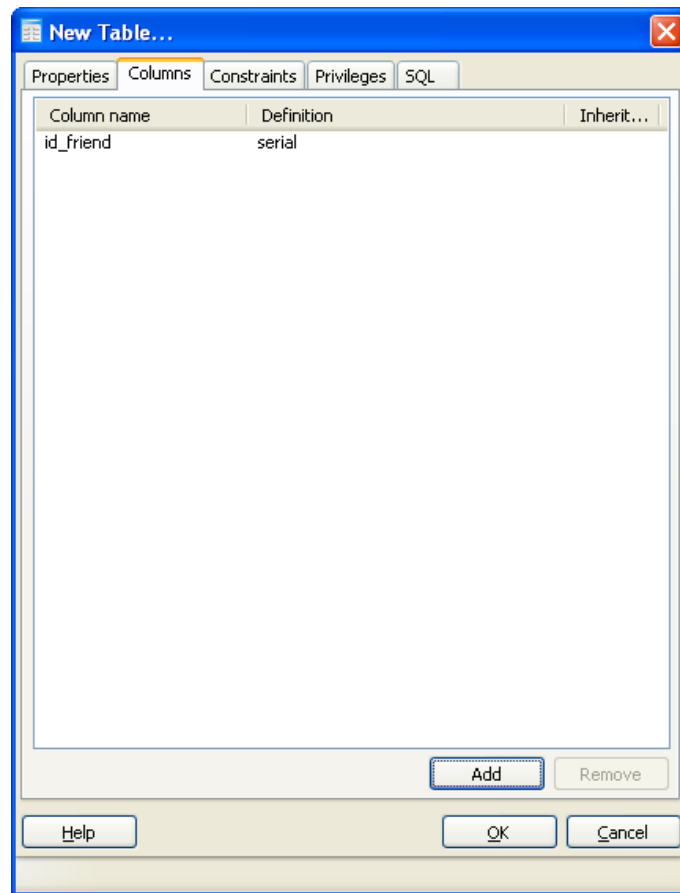 New Table...
Properties Columns Constraints Privileges SQL
Column name Definition Inherit...
id_friend serial
Add Remove
Help OK Cancel